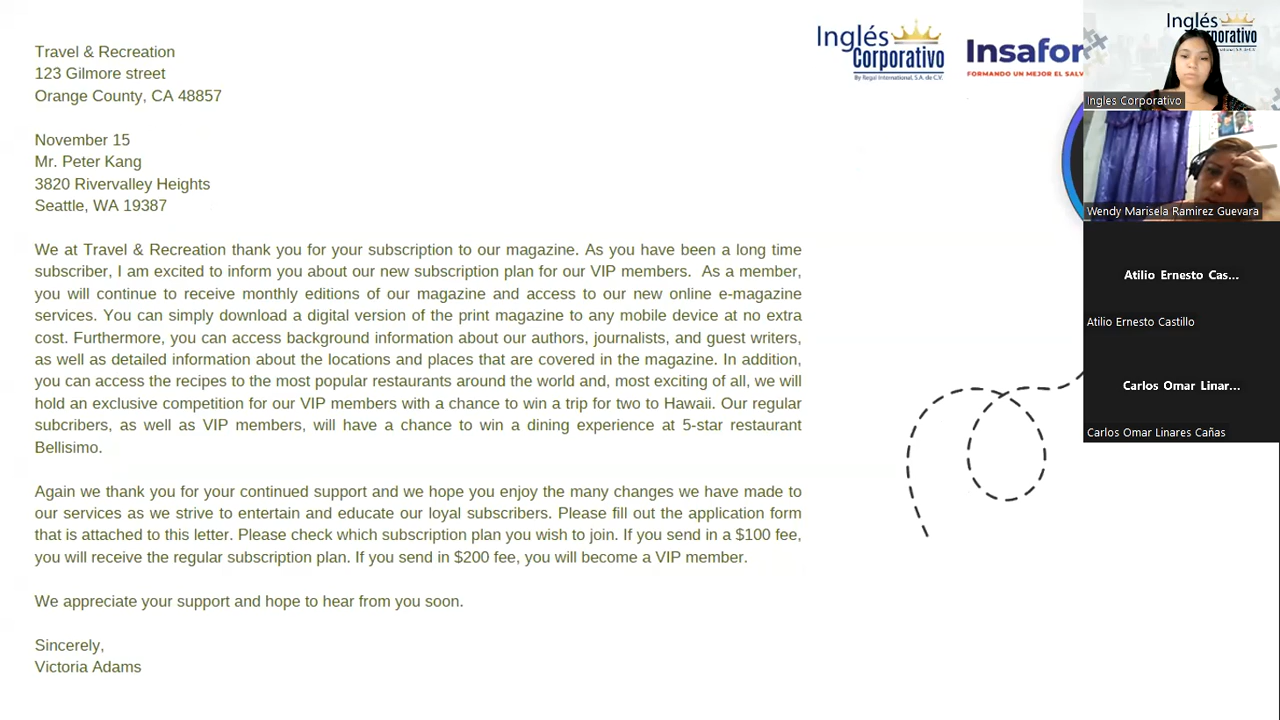 Travel & Recreation
123 Gilmore street
Orange County, CA 48857
November 15
Mr. Peter Kang
3820 Rivervalley Heights
Seattle, WA 19387
We at Travel & Recreation thank you for your subscription to our magazine. As you have been a long time
subscriber, I am excited to inform you about our new subscription plan for our VIP members. As a member,
you will continue to receive monthly editions of our magazine and access to our new online e-magazine
services. You can simply download a digital version of the print magazine to any mobile device at no extra
cost. Furthermore, you can access background information about our authors, journalists, and guest writers,
as well as detailed information about the locations and places that are covered in the magazine. In addition,
you can access the recipes to the most popular restaurants around the world and, most exciting of all, we will
hold an exclusive competition for our VIP members with a chance to win a trip for two to Hawaii. Our regular
subcribers, as well as VIP members, will have a chance to win a dining experience at 5-star restaurant
Bellisimo.
Again we thank you for your continued support and we hope you enjoy the many changes we have made to
our services as we strive to entertain end educate our loyal subscribers. Please fill out the application form
that is attached to this letter. Please check which subscription plan you wish to join. If you send in a $100 fee,
you will receive the regular subscription plan. If you send in $200 fee, you will become a VIP member.
We appreciate your support and hope to hear from you soon.
Sincerely,
Victoria Adams
Inglés
Corporativo
By Regal International, S.A. de C.V.
Insafor
FORMANDO UN MEJOR EL SALV
Inglés
Corporativo
Ingles Corporativo
Wendy Marisela Ramirez Guevara
Atilio Ernesto Cas...
Atilio Ernesto Castillo
Carlos Omar Linar...
Carlos Omar Linares Cañas